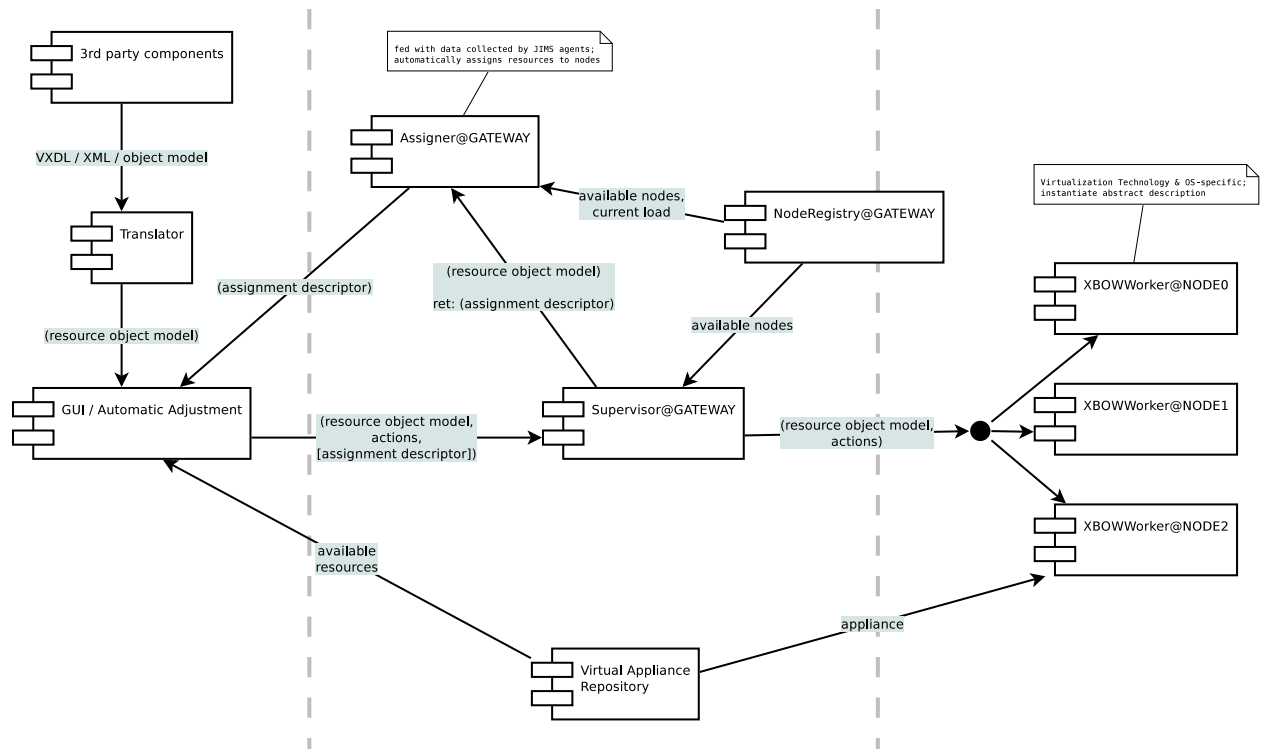 3rd party components
fed with data collected by JIMS agents;
automatically assigns resources to nodes
Assigner@GATEWAY
VXDL / XML / object model
Virtualization Technology & OS-specific;
instantiate abstract description
available nodes,
current load
NodeRegistry@GATEWAY
Translator
(resource object model)
ret: (assignment descriptor)
(assignment descriptor)
XBOWWorker@NODE0
available nodes
(resource object model)
GUI / Automatic Adjustment
(resource object model,
actions,
[assignment descriptor])
Supervisor@GATEWAY
(resource object model,
actions)
XBOWWorker@NODE1
XBOWWorker@NODE2
available
resources
appliance
Virtual Appliance
Repository